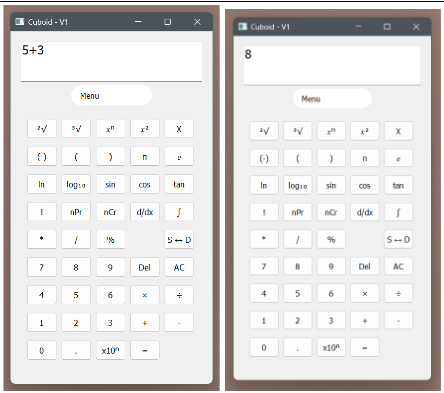 Cuboid - V1
5+3
Menu
²√ ³√ xⁿ x² X
(-) ( ) π e
ln log₁₀ sin cos tan
! nPr nCr d/dx ∫
* / % S ↔ D
7 8 9 Del AC
4 5 6 × ÷
1 2 3 + -
0 . x10ⁿ =
Cuboid - V1
8
Menu
²√ ³√ xⁿ x² X
(-) ( ) π e
ln log₁₀ sin cos tan
! nPr nCr d/dx ∫
* / % S ↔ D
7 8 9 Del AC
4 5 6 × ÷
1 2 3 + -
0 . x10ⁿ =